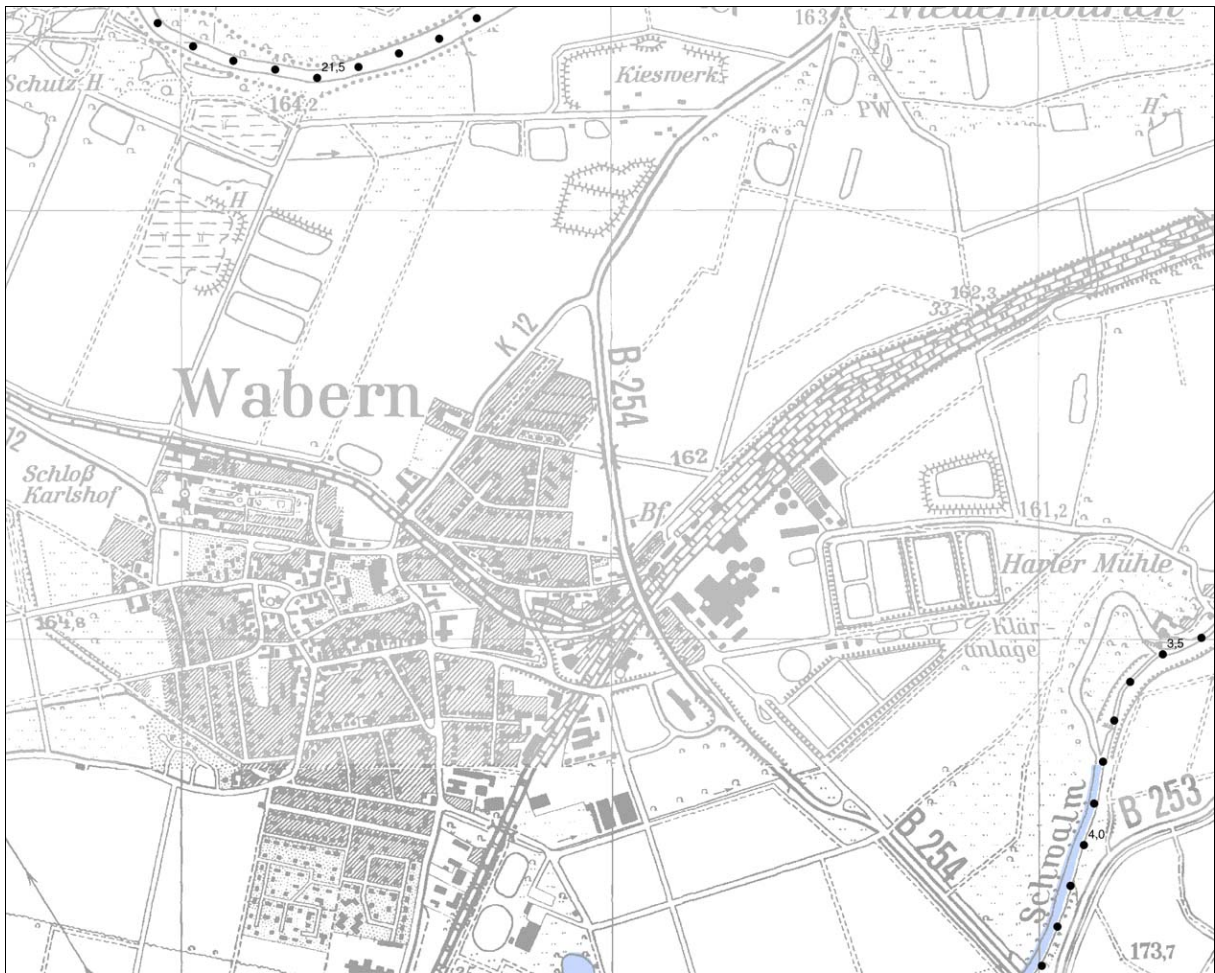 163
21,5
Schutz H.
164,2
Kieswerk
PW
H
H
162,3
33
K 12
B 254
Wabern
12
Schloß
Karlshof
162
Bf
161,2
Harler Mühle
164,8
Klär-
anlage
3,5
Schwalm
B 253
4,0
B 254
173,7